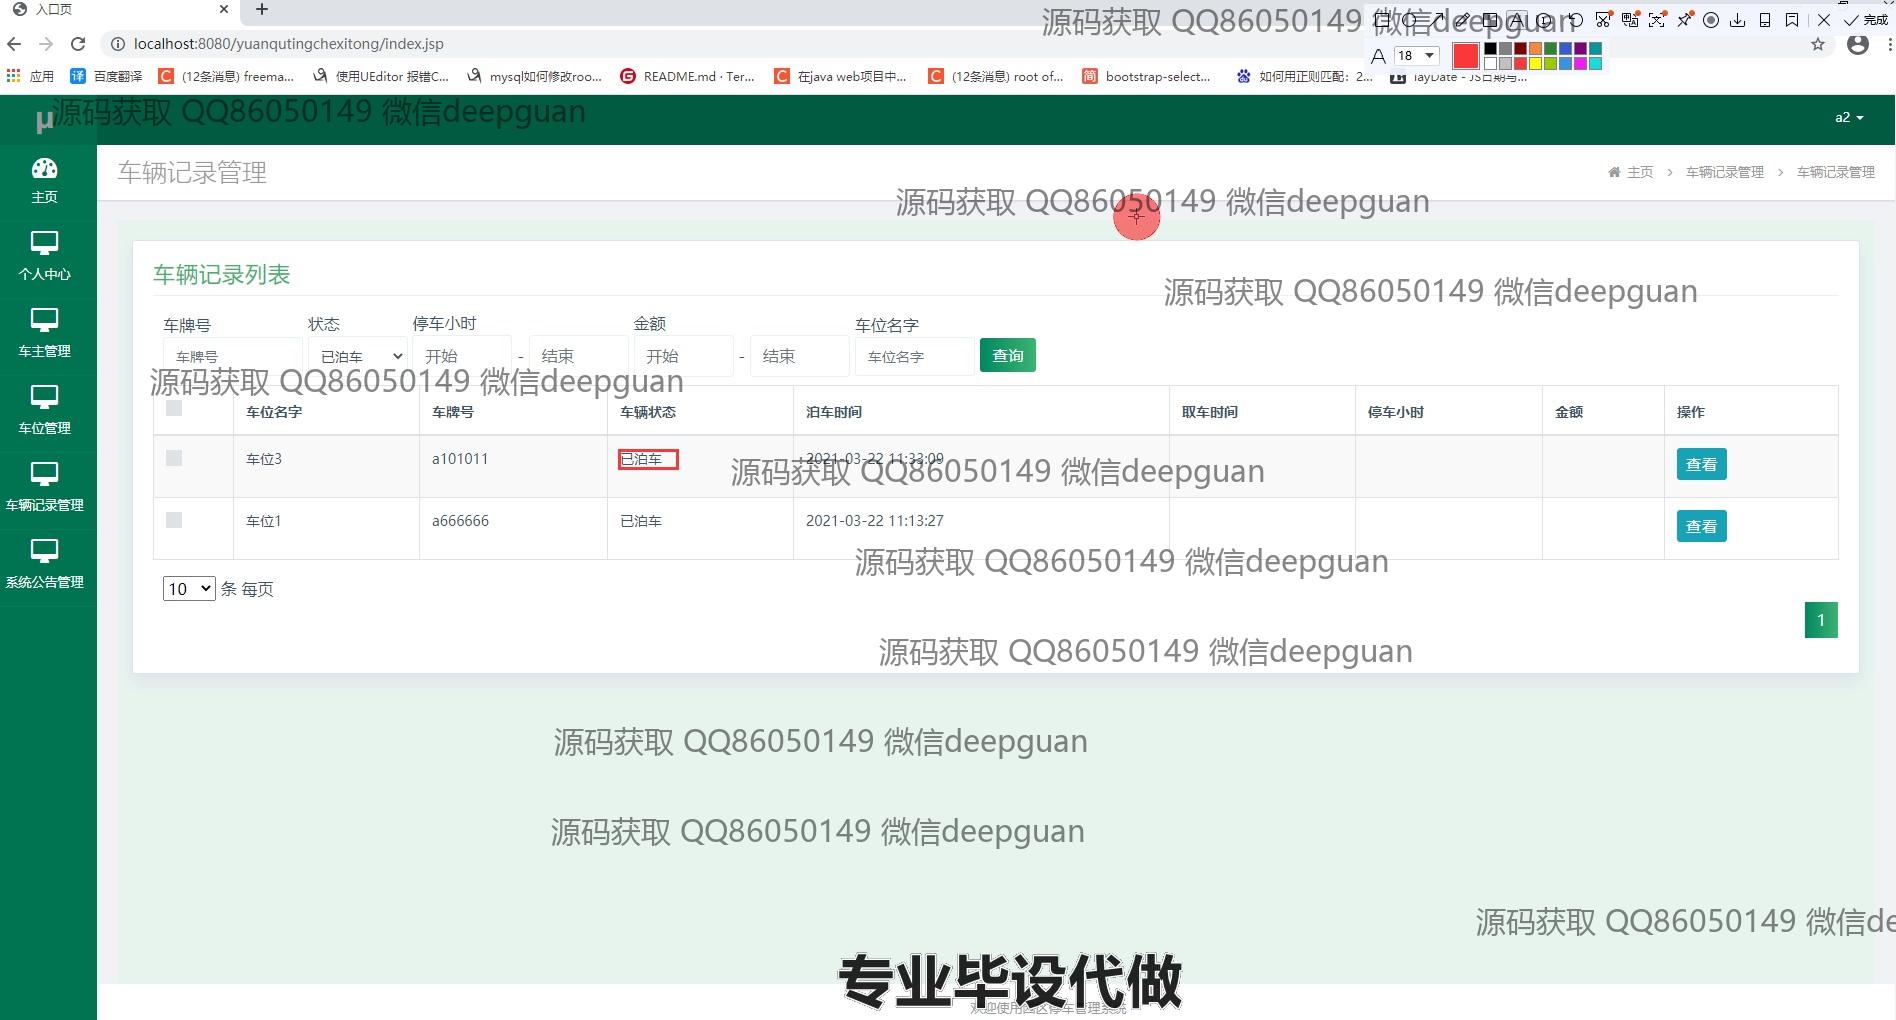 入口页
localhost:8080/yuanqutingchexitong/index.jsp
源码获取 QQ86050149 微信deepguan
完成
18
应用 百度翻译 (12条消息) freema... 使用UEditor 报错C... mysql如何修改roo... README.md · Ter... 在java web项目中... (12条消息) root of... bootstrap-select... 如何用正则匹配：2... layDate - JS日期与...
源码获取 QQ86050149 微信deepguan
μ
a2
主页
个人中心
车主管理
车位管理
车辆记录管理
系统公告管理
车辆记录管理
主页 > 车辆记录管理 > 车辆记录管理
源码获取 QQ86050149 微信deepguan
车辆记录列表
源码获取 QQ86050149 微信deepguan
车牌号 状态 停车小时 金额 车位名字
车牌号 已泊车 开始 - 结束 开始 - 结束 车位名字 查询
源码获取 QQ86050149 微信deepguan
车位名字 车牌号 车辆状态 泊车时间 取车时间 停车小时 金额 操作
车位3 a101011 已泊车 2021-03-22 11:33:09 查看
源码获取 QQ86050149 微信deepguan
车位1 a666666 已泊车 2021-03-22 11:13:27 查看
源码获取 QQ86050149 微信deepguan
10 条 每页
1
源码获取 QQ86050149 微信deepguan
源码获取 QQ86050149 微信deepguan
源码获取 QQ86050149 微信deepguan
源码获取 QQ86050149 微信de
专业毕设代做
欢迎使用园区停车管理系统